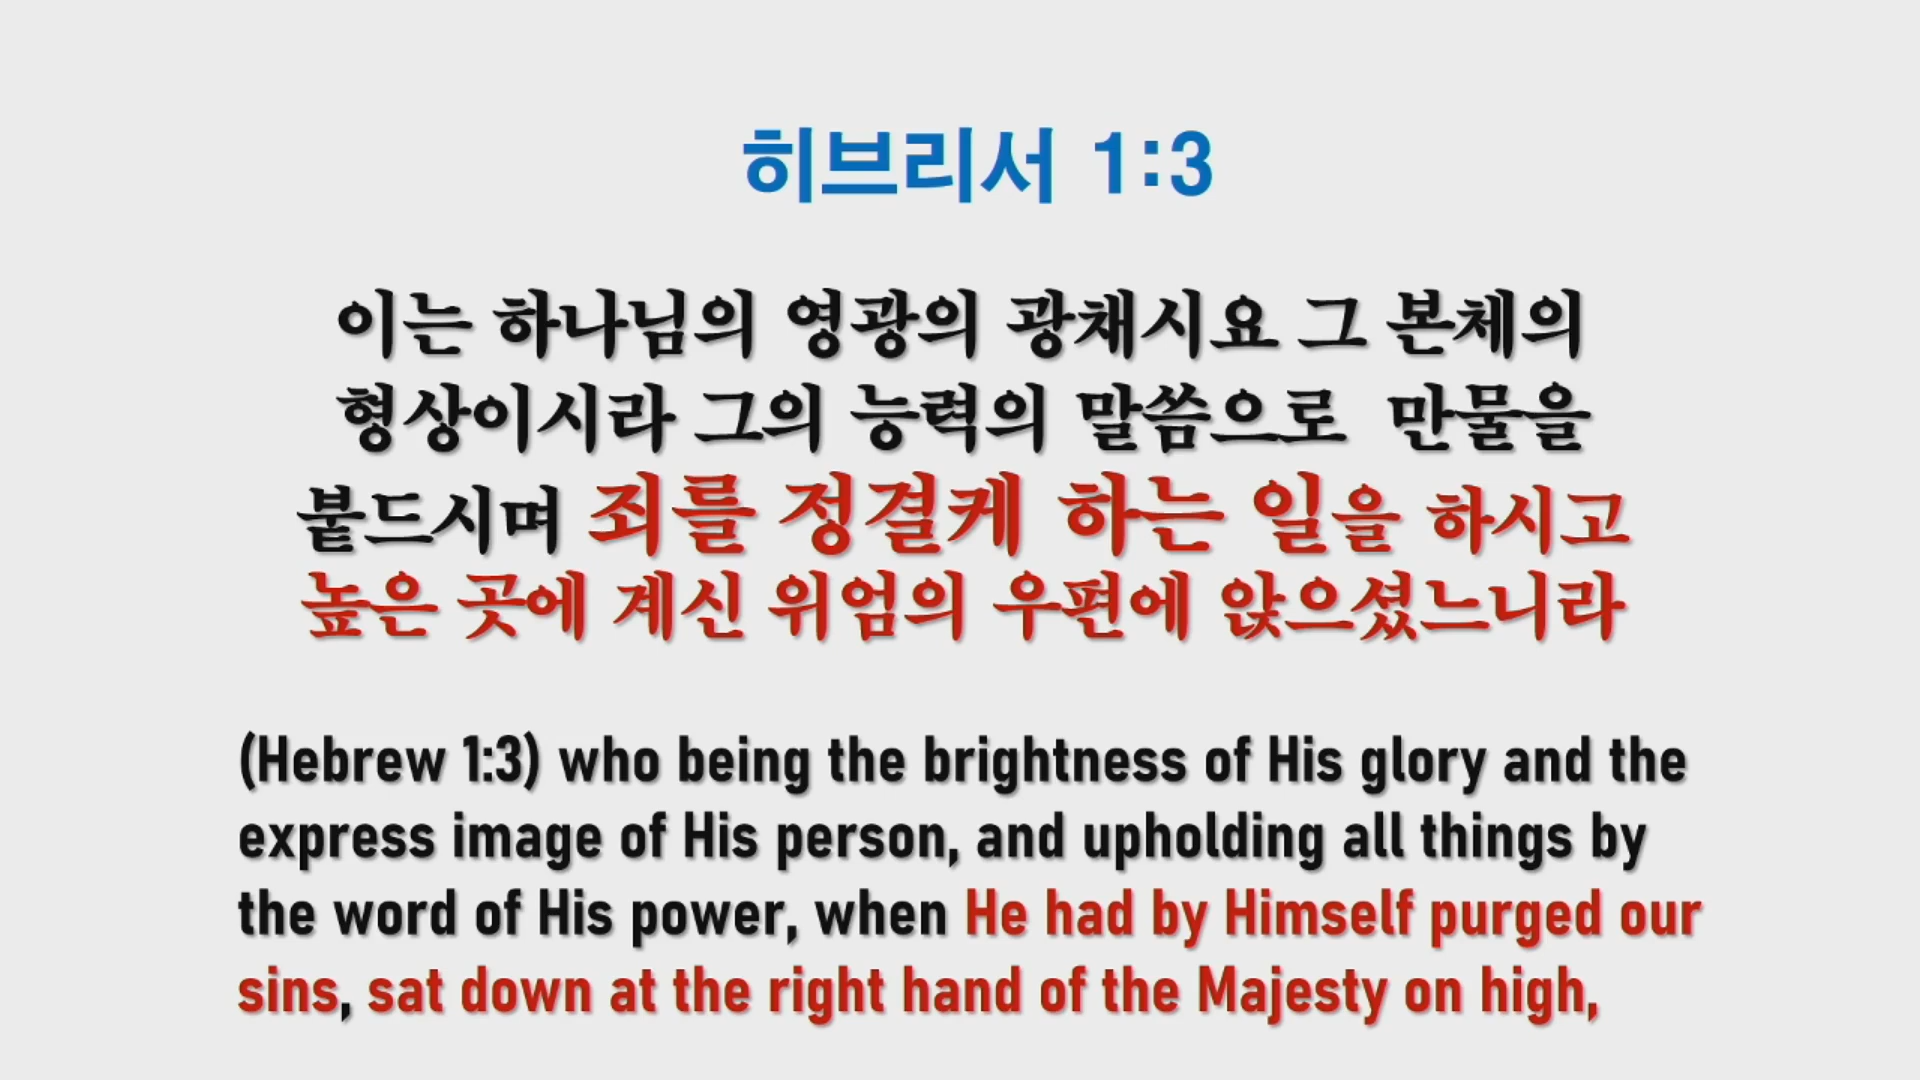 히브리서 1:3
이는 하나님의 영광의 광채시요 그 본체의
형상이시라 그의 능력의 말씀으로 만물을
붙드시며 죄를 정결케 하는 일을 하시고
높은 곳에 계신 위엄의 우편에 앉으셨느니라
(Hebrew 1:3) who being the brightness of His glory and the
express image of His person, and upholding all things by
the word of His power, when He had by Himself purged our
sins, sat down at the right hand of the Majesty on high,